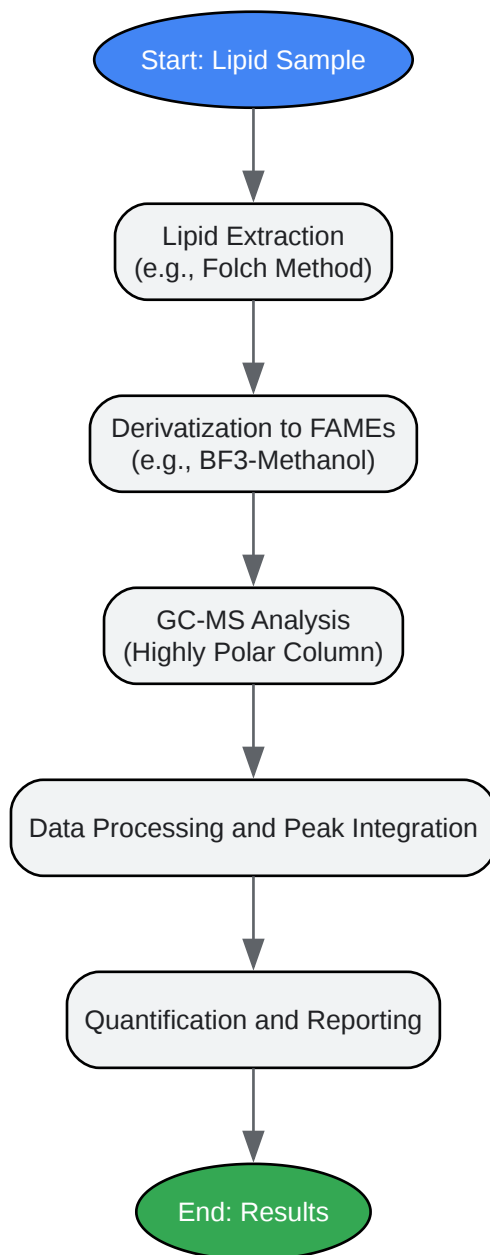 Start: Lipid Sample
Lipid Extraction
(e.g., Folch Method)
Derivatization to FAMEs
(e.g., BF3-Methanol)
GC-MS Analysis
(Highly Polar Column)
Data Processing and Peak Integration
Quantification and Reporting
End: Results